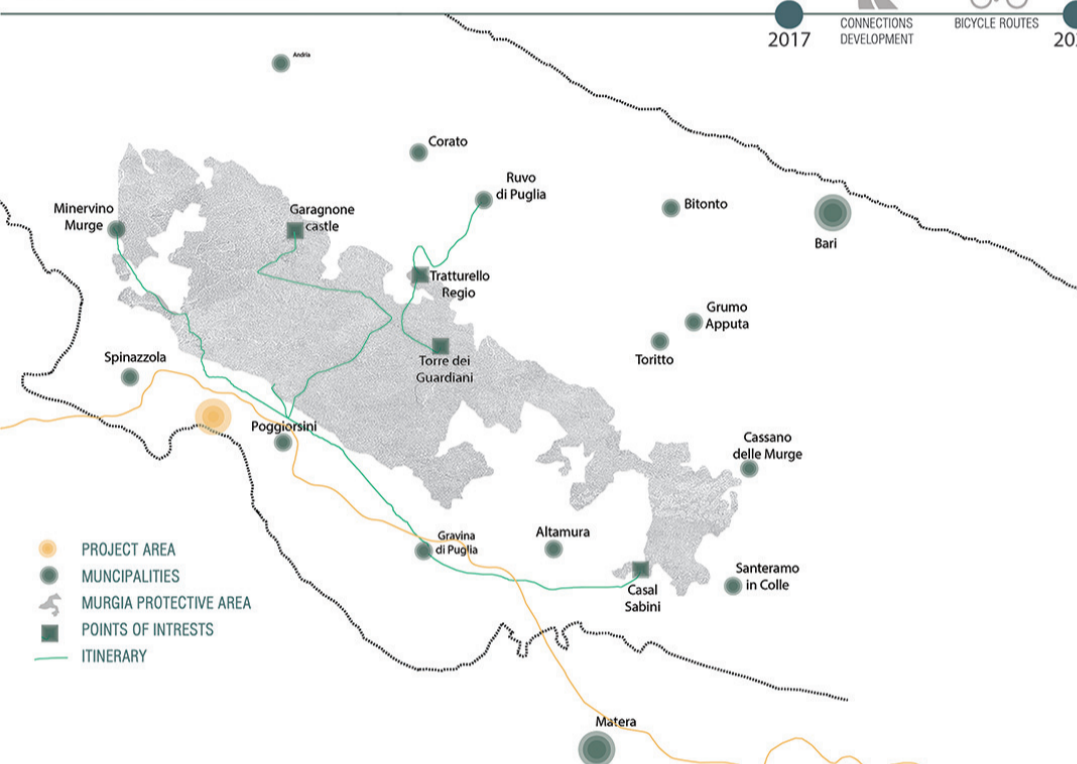 CONNECTIONS
DEVELOPMENT
BICYCLE ROUTES
2017
Andria
Corato
Ruvo
di Puglia
Bitonto
Minervino
Murge
Garagnone
castle
Bari
Tratturello
Regio
Grumo
Apputa
Toritto
Spinazzola
Torre dei
Guardiani
Poggiorsini
Cassano
delle Murge
Gravina
di Puglia
Altamura
Santeramo
in Colle
Casal
Sabini
Matera
PROJECT AREA
MUNCIPALITIES
MURGIA PROTECTIVE AREA
POINTS OF INTRESTS
ITINERARY